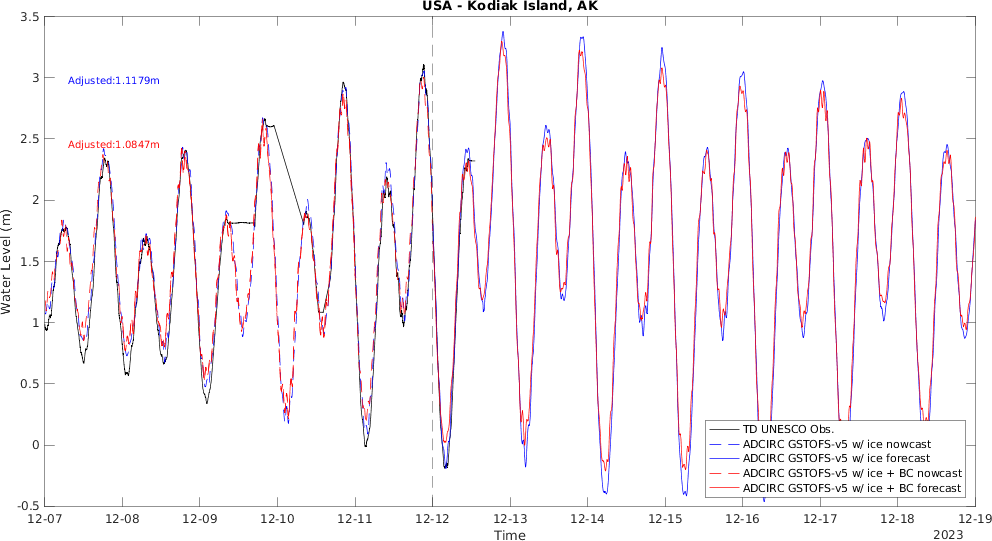 USA - Kodiak Island, AK
3.5
3
2.5
2
1.5
1
0.5
0
-0.5
Water Level (m)
Adjusted:1.1179m
Adjusted:1.0847m
TD UNESCO Obs.
ADCIRC GSTOFS-v5 w/ ice nowcast
ADCIRC GSTOFS-v5 w/ ice forecast
ADCIRC GSTOFS-v5 w/ ice + BC nowcast
ADCIRC GSTOFS-v5 w/ ice + BC forecast
12-07 12-08 12-09 12-10 12-11 12-12 12-13 12-14 12-15 12-16 12-17 12-18 12-19
Time
2023